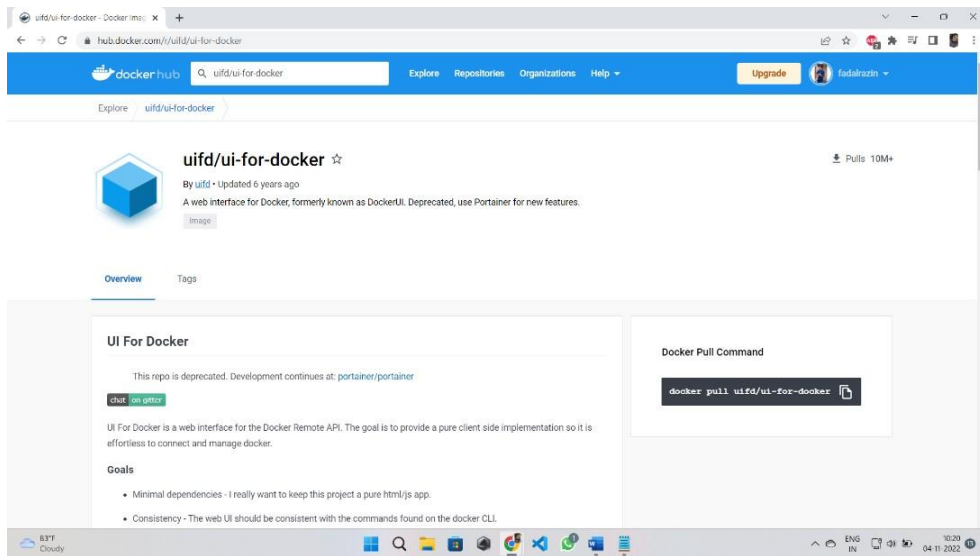 uifd/ui-for-docker - Docker Imag
hub.docker.com/r/uifd/ui-for-docker
dockerhub
uifd/ui-for-docker
Explore Repositories Organizations Help
Upgrade
fadalrazin
Explore uifd/ui-for-docker
uifd/ui-for-docker
Pulls 10M+
By uifd • Updated 6 years ago
A web interface for Docker, formerly known as DockerUI. Deprecated, use Portainer for new features.
Image
Overview Tags
UI For Docker
This repo is deprecated. Development continues at: portainer/portainer
chat on gitter
UI For Docker is a web interface for the Docker Remote API. The goal is to provide a pure client side implementation so it is
effortless to connect and manage docker.
Goals
• Minimal dependencies - I really want to keep this project a pure html/js app.
• Consistency - The web UI should be consistent with the commands found on the docker CLI.
Docker Pull Command
docker pull uifd/ui-for-docker
83°F
Cloudy
ENG
IN
10:20
04-11-2022